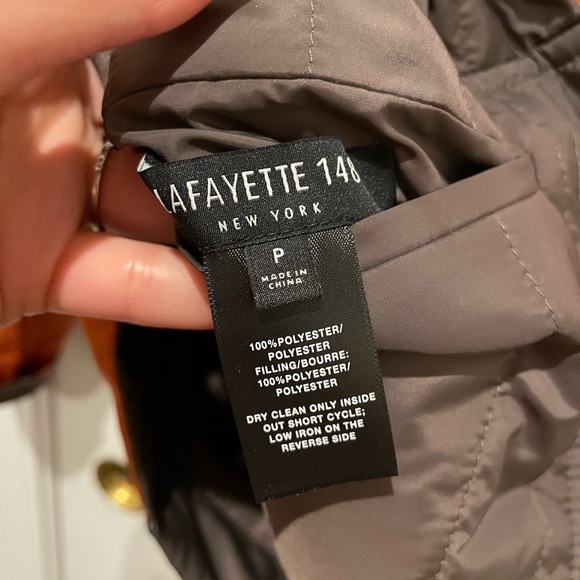 LAFAYETTE 148
NEW YORK
P
MADE IN
CHINA
100%POLYESTER/
POLYESTER
FILLING/BOURRE:
100%POLYESTER/
POLYESTER
DRY CLEAN ONLY INSIDE
OUT SHORT CYCLE;
LOW IRON ON THE
REVERSE SIDE